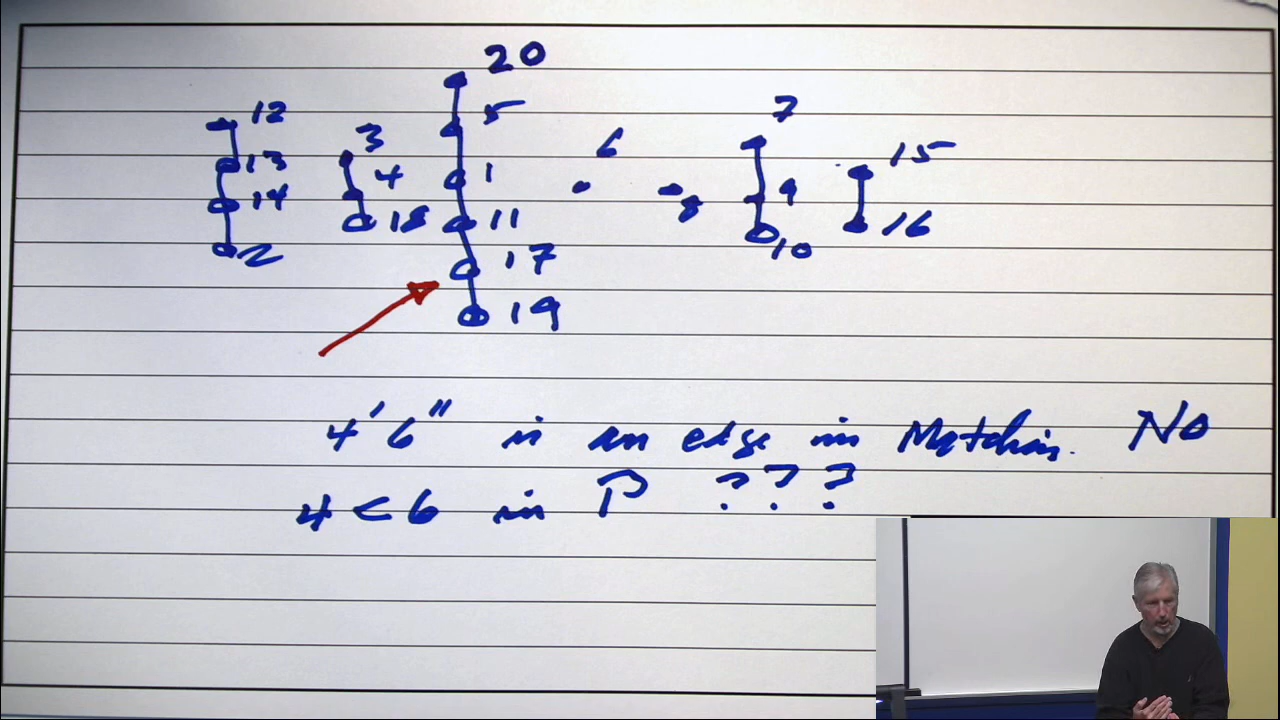 20
12 3 5 6 7 15
13 4 1 9
14 18 11 8 10 16
2 17
19
4' 6" is an edge in Matching. No
4 < 6 in P ???